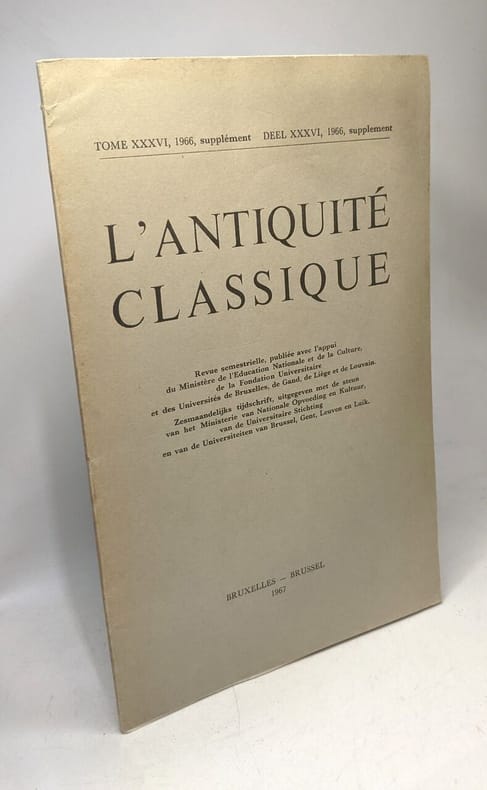 TOME XXXVI, 1966, supplément DEEL XXXVI, 1966, supplement
L'ANTIQUITÉ
CLASSIQUE
Revue semestrielle, publiée avec l'appui
du Ministère de l'Education Nationale et de la Culture,
de la Fondation Universitaire
et des Universités de Bruxelles, de Gand, de Liége et de Louvain.
Zesmaandelijks tijdschrift, uitgegeven met de steun
van het Ministerie van Nationale Opvoeding en Kultuur,
van de Universitaire Stichting
en van de Universiteiten van Brussel, Gent, Leuven en Luik.
BRUXELLES — BRUSSEL
1967